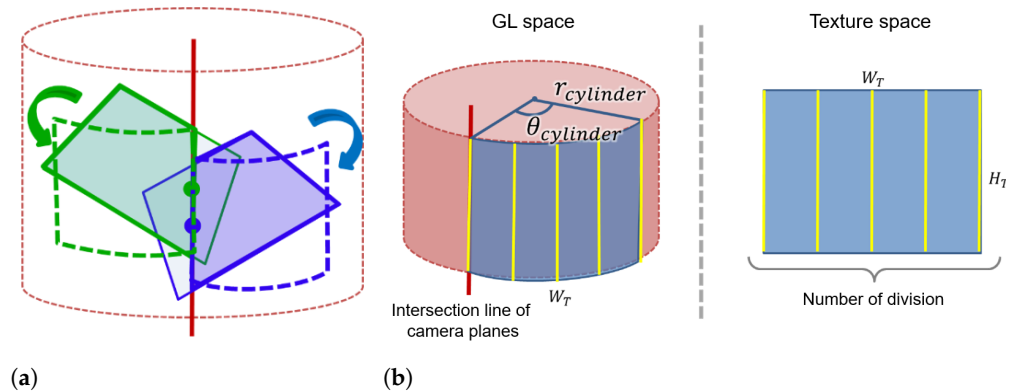 GL space
Texture space
r_cylinder
θ_cylinder
W_T
H_T
W_T
Intersection line of
camera planes
Number of division
(a)
(b)